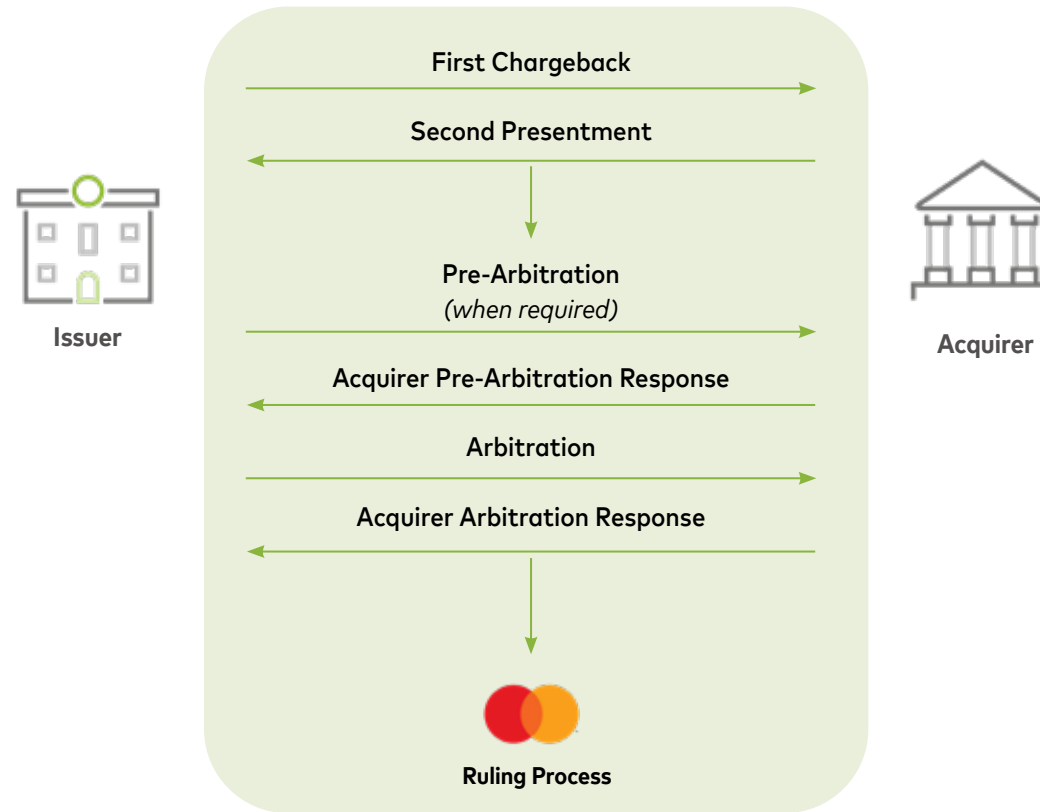 First Chargeback
Second Presentment
Pre-Arbitration
(when required)
Issuer
Acquirer
Acquirer Pre-Arbitration Response
Arbitration
Acquirer Arbitration Response
Ruling Process